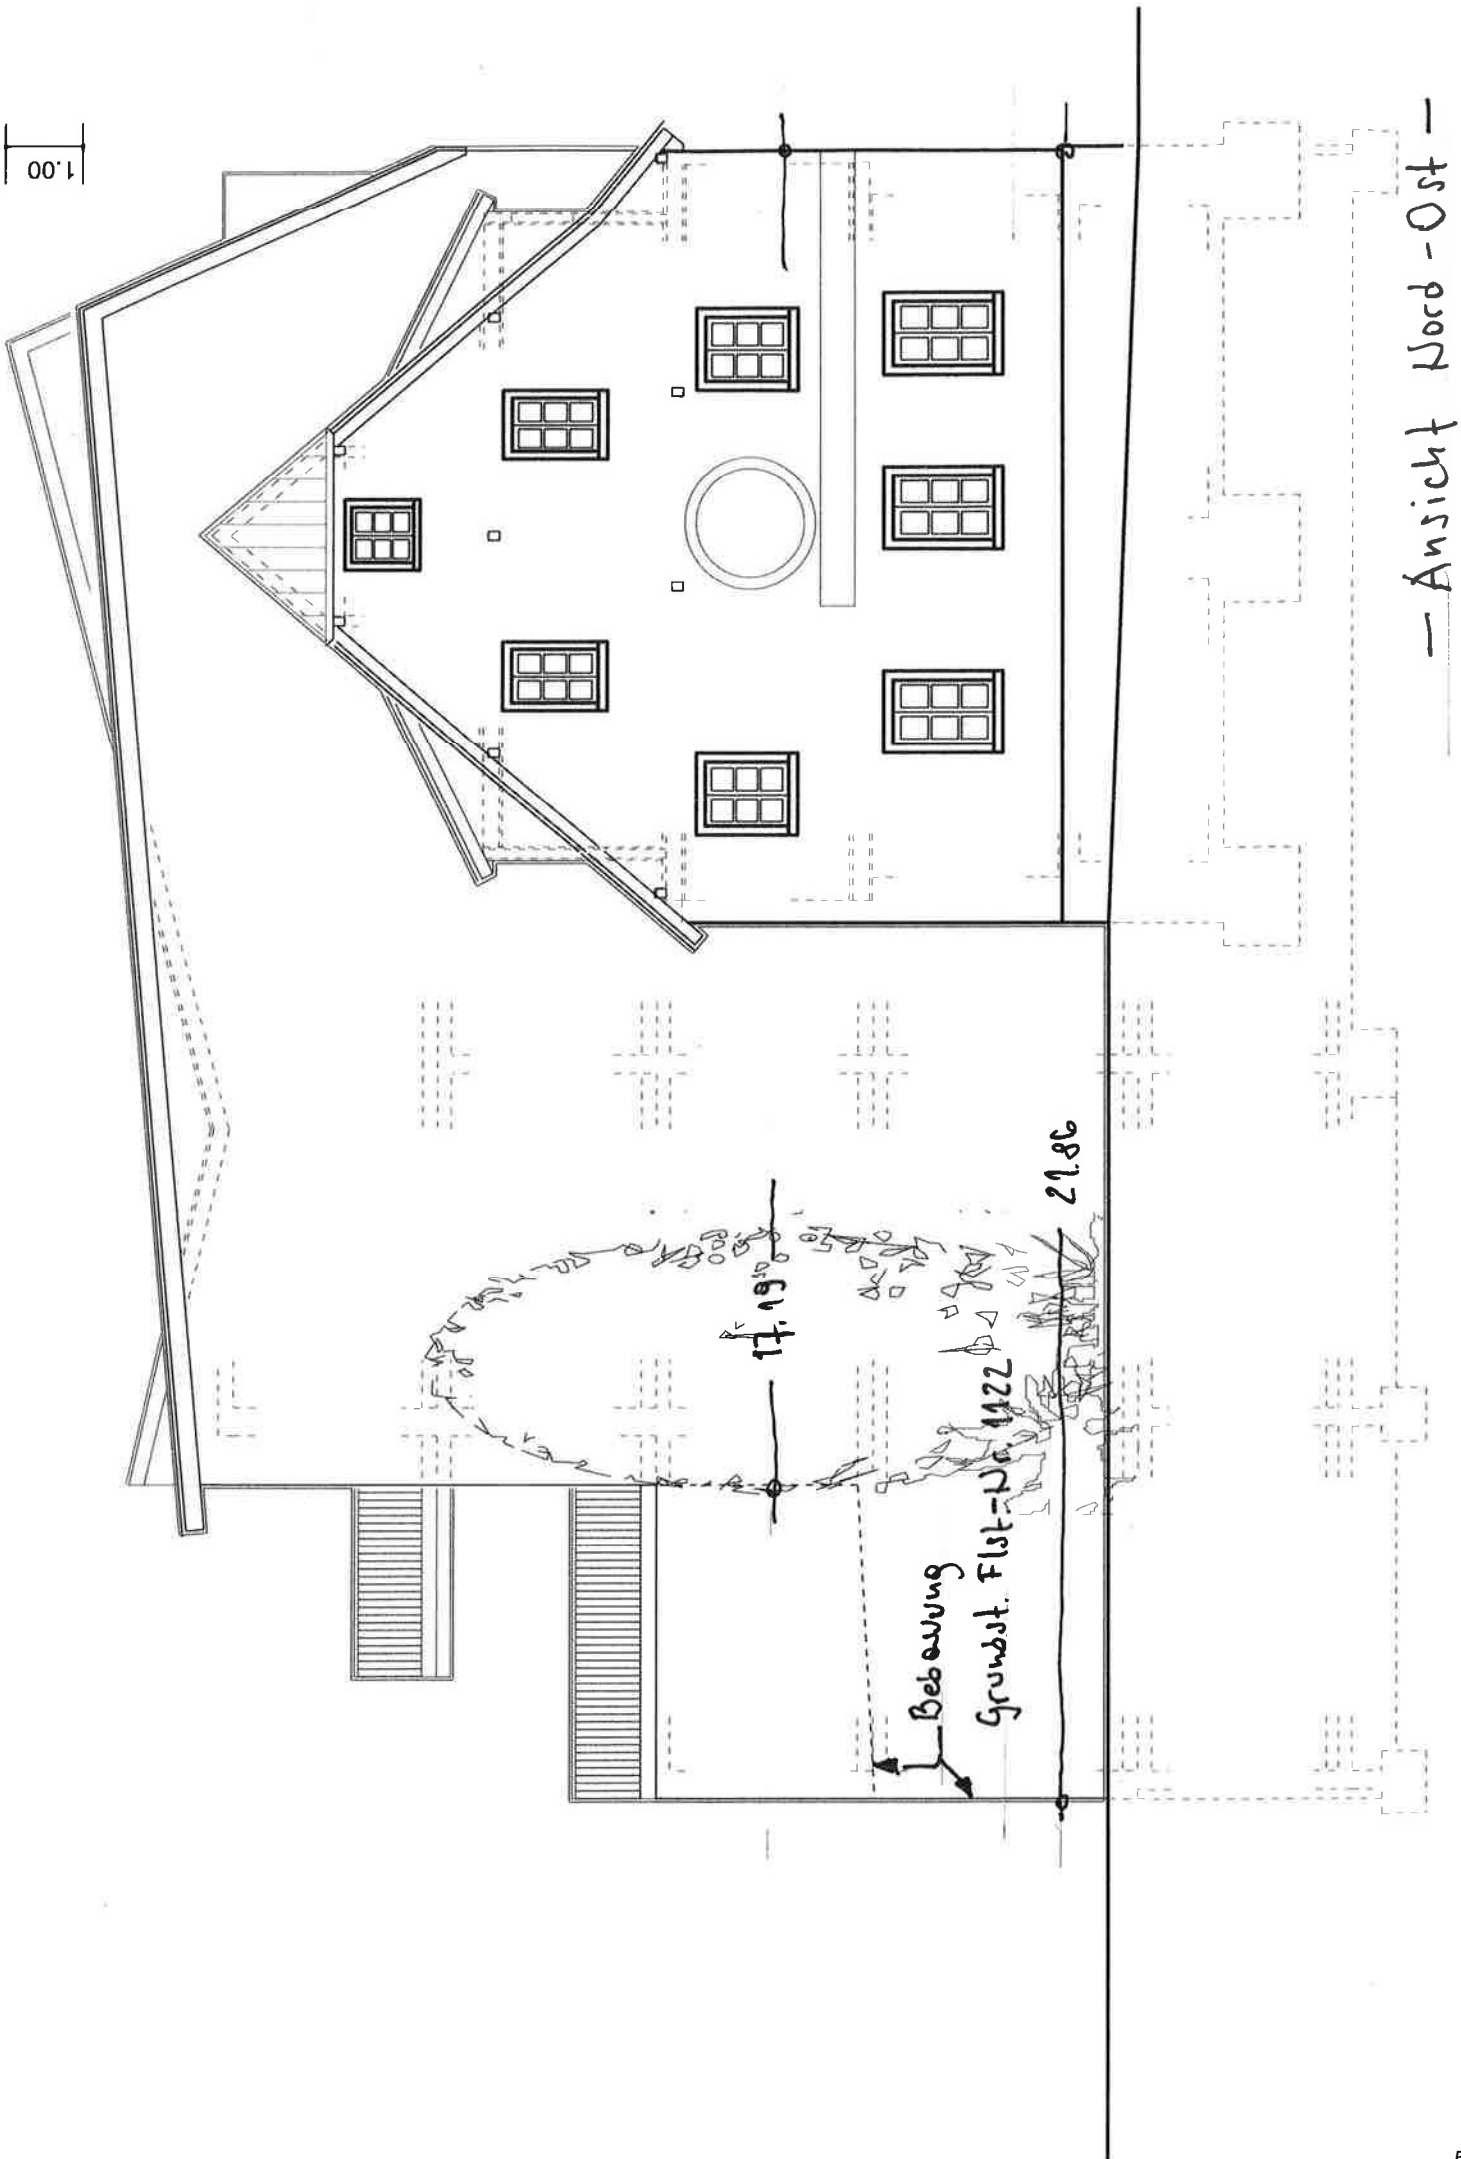 1.00
17.19
21.86
Bebauung
Grundst. Flst-Nr. 1122
— Ansicht Nord-Ost —